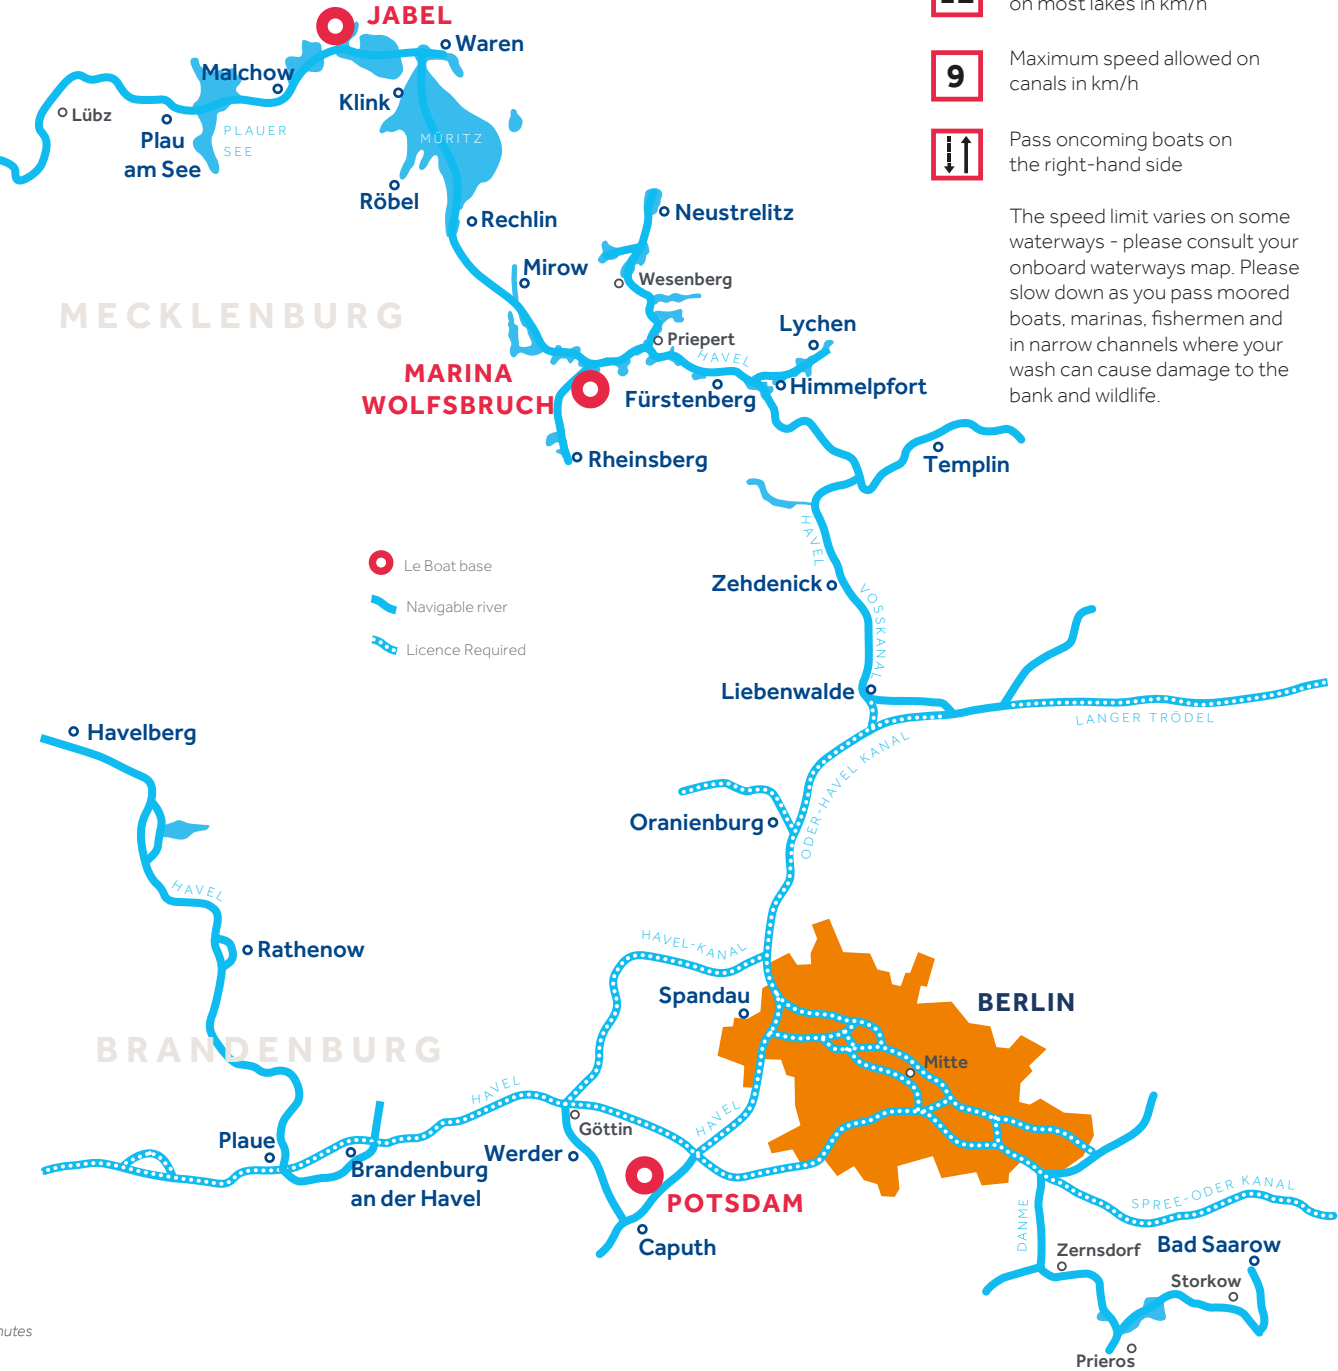 JABEL
Waren
Malchow
Klink
Lübz
Plau
am See
PLAUER
SEE
MÜRITZ
Röbel
Rechlin
Neustrelitz
Mirow
Wesenberg
MECKLENBURG
Lychen
Priepert
HAVEL
MARINA
WOLFSBRUCH
Fürstenberg
Himmelpfort
Rheinsberg
Templin
on most lakes in km/h
9
Maximum speed allowed on
canals in km/h
Pass oncoming boats on
the right-hand side
The speed limit varies on some
waterways - please consult your
onboard waterways map. Please
slow down as you pass moored
boats, marinas, fishermen and
in narrow channels where your
wash can cause damage to the
bank and wildlife.
Le Boat base
Navigable river
Licence Required
HAVEL
Zehdenick
VOSSKANAL
Liebenwalde
LANGER TRÖDEL
Havelberg
ODER-HAVEL KANAL
Oranienburg
HAVEL
Rathenow
HAVEL-KANAL
Spandau
BERLIN
BRANDENBURG
Mitte
HAVEL
HAVEL
Göttin
Plaue
Werder
Brandenburg
an der Havel
POTSDAM
Caputh
DANME
SPREE-ODER KANAL
Zernsdorf
Bad Saarow
Storkow
Prieros